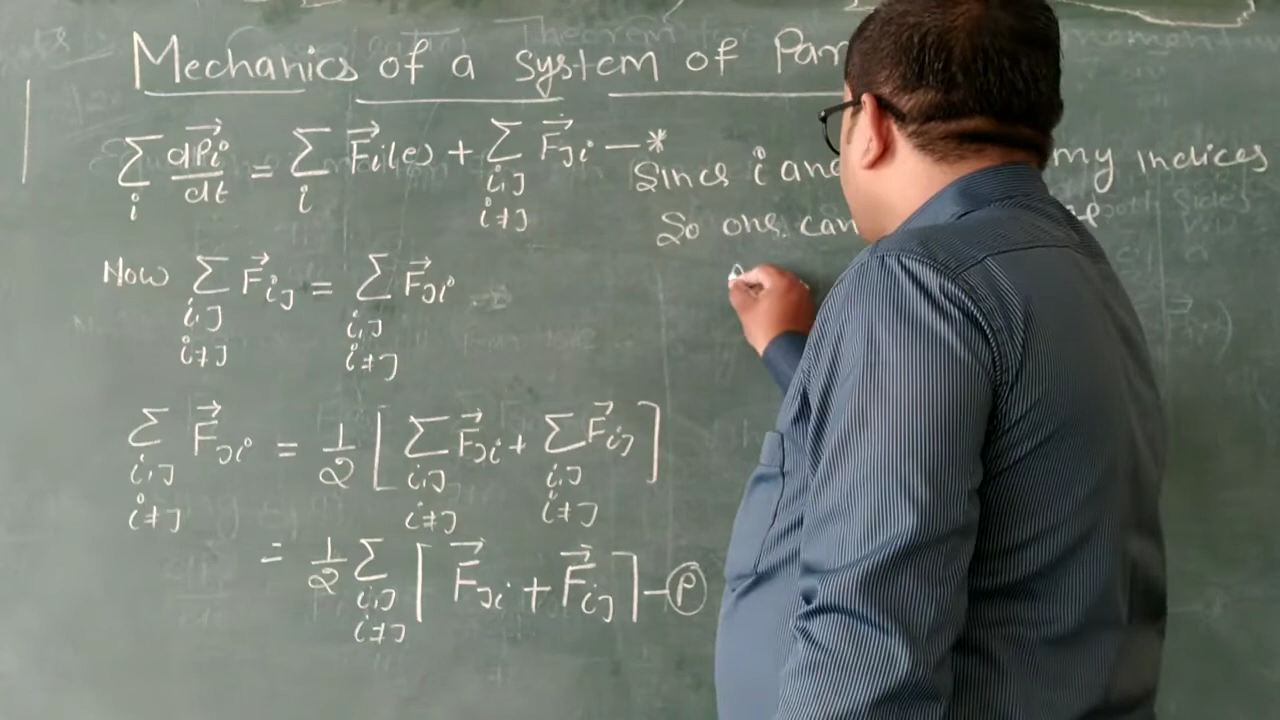 Mechanics of a system of Par
∑_{i} dP⃗i/dt = ∑_{i} F⃗i(e) + ∑_{i,j i≠j} F⃗ji — *
Since i and my indices
So one can
Now ∑_{i,j i≠j} F⃗ij = ∑_{i,j i≠j} F⃗ji
∑_{i,j i≠j} F⃗ji = 1/2 [ ∑_{i,j i≠j} F⃗ji + ∑_{i,j i≠j} F⃗ij ]
= 1/2 ∑_{i,j i≠j} [ F⃗ji + F⃗ij ] — Ⓟ